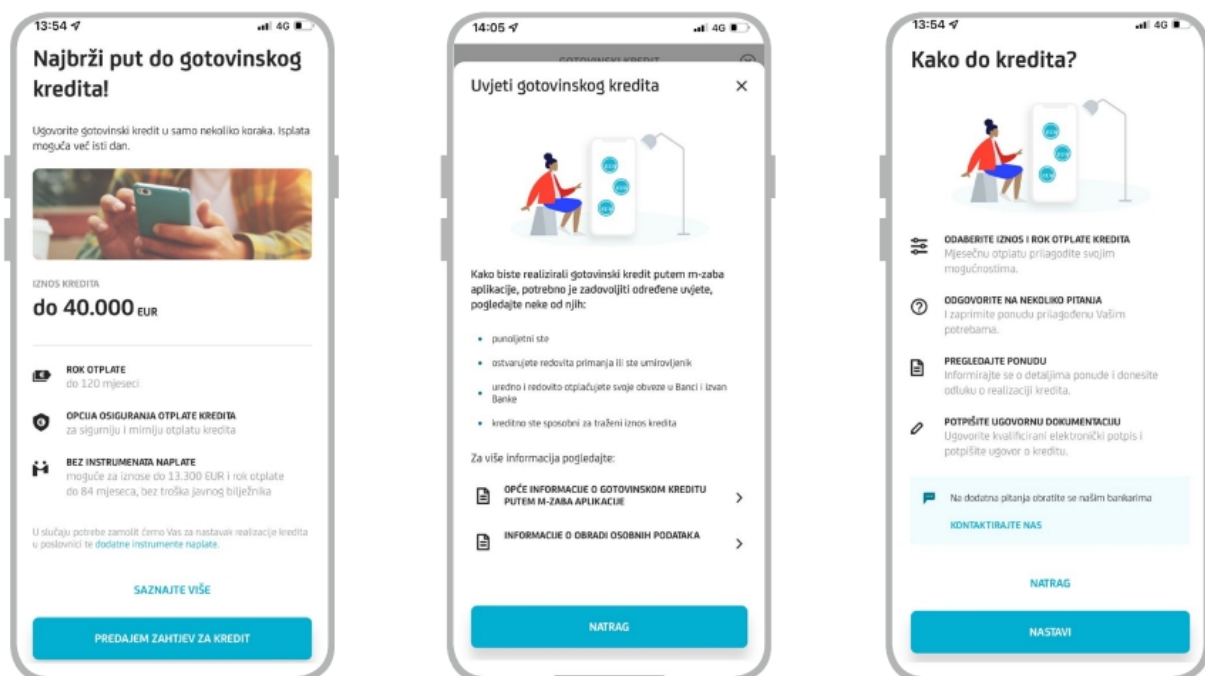 13:54
4G
Najbrži put do gotovinskog
kredita!
Ugovorite gotovinski kredit u samo nekoliko koraka. Isplata
moguća već isti dan.
IZNOS KREDITA
do 40.000 EUR
ROK OTPLATE
do 120 mjeseci
OPCIJA OSIGURANJA OTPLATE KREDITA
za sigurniju i mirniju otplatu kredita
BEZ INSTRUMENATA NAPLATE
moguće za iznose do 13.300 EUR i rok otplate
do 84 mjeseca, bez troška javnog bilježnika
U slučaju potrebe zamolit ćemo Vas za nastavak realizacije kredita
u poslovnici te dodatne instrumente naplate.
SAZNAJTE VIŠE
PREDAJEM ZAHTJEV ZA KREDIT
14:05
4G
GOTOVINSKI KREDIT
Uvjeti gotovinskog kredita
Kako biste realizirali gotovinski kredit putem m-zaba
aplikacije, potrebno je zadovoljiti određene uvjete,
pogledajte neke od njih:
• punoljetni ste
• ostvarujete redovita primanja ili ste umirovljenik
• uredno i redovito otplaćujete svoje obveze u Banci i izvan
Banke
• kreditno ste sposobni za traženi iznos kredita
Za više informacija pogledajte:
OPĆE INFORMACIJE O GOTOVINSKOM KREDITU
PUTEM M-ZABA APLIKACIJE
INFORMACIJE O OBRADI OSOBNIH PODATAKA
NATRAG
13:54
4G
Kako do kredita?
ODABERITE IZNOS I ROK OTPLATE KREDITA
Mjesečnu otplatu prilagodite svojim
mogućnostima.
ODGOVORITE NA NEKOLIKO PITANJA
I zaprimite ponudu prilagođenu Vašim
potrebama.
PREGLEDAJTE PONUDU
Informirajte se o detaljima ponude i donesite
odluku o realizaciji kredita.
POTPIŠITE UGOVORNU DOKUMENTACIJU
Ugovorite kvalificirani elektronički potpis i
potpišite ugovor o kreditu.
Na dodatna pitanja obratite se našim bankarima
KONTAKTIRAJTE NAS
NATRAG
NASTAVI